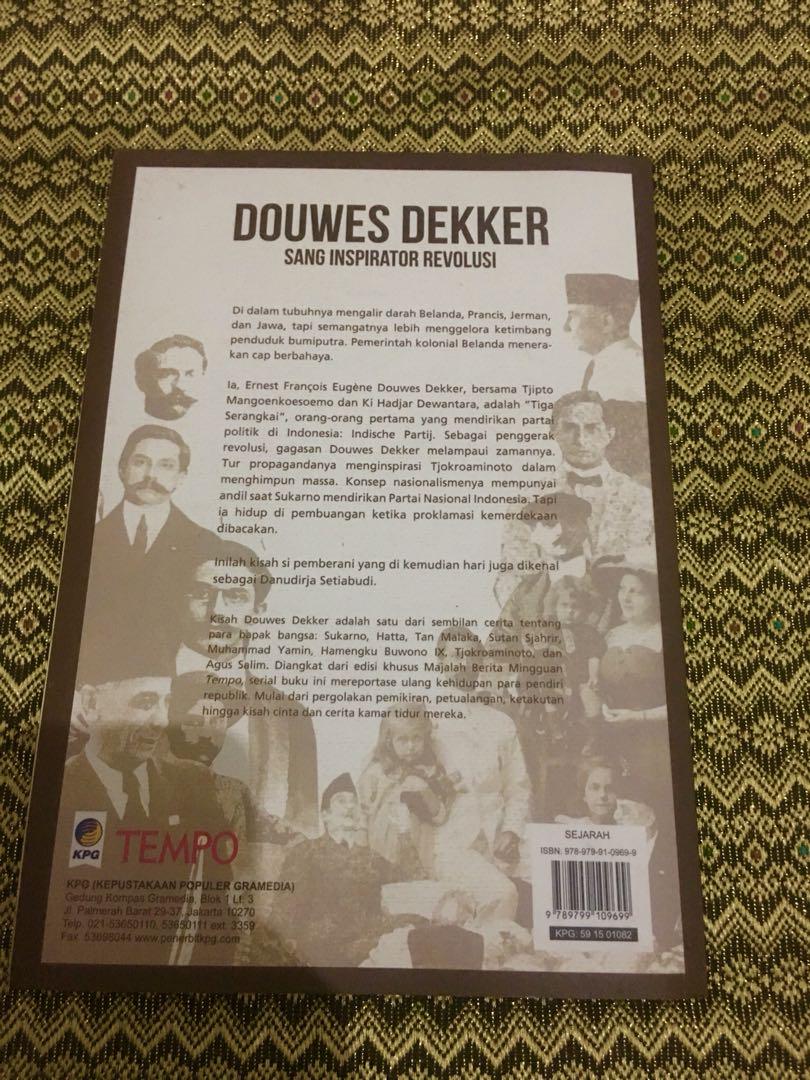 DOUWES DEKKER
SANG INSPIRATOR REVOLUSI
Di dalam tubuhnya mengalir darah Belanda, Prancis, Jerman,
dan Jawa, tapi semangatnya lebih menggelora ketimbang
penduduk bumiputra. Pemerintah kolonial Belanda menera-
kan cap berbahaya.
Ia, Ernest François Eugène Douwes Dekker, bersama Tjipto
Mangoenkoesoemo dan Ki Hadjar Dewantara, adalah “Tiga
Serangkai”, orang-orang pertama yang mendirikan partai
politik di Indonesia: Indische Partij. Sebagai penggerak
revolusi, gagasan Douwes Dekker melampaui zamannya.
Tur propagandanya menginspirasi Tjokroaminoto dalam
menghimpun massa. Konsep nasionalismenya mempunyai
andil saat Sukarno mendirikan Partai Nasional Indonesia. Tapi
ia hidup di pembuangan ketika proklamasi kemerdekaan
dibacakan.
Inilah kisah si pemberani yang di kemudian hari juga dikenal
sebagai Danudirja Setiabudi.
Kisah Douwes Dekker adalah satu dari sembilan cerita tentang
para bapak bangsa: Sukarno, Hatta, Tan Malaka, Sutan Sjahrir,
Muhammad Yamin, Hamengku Buwono IX, Tjokroaminoto, dan
Agus Salim. Diangkat dari edisi khusus Majalah Berita Mingguan
Tempo, serial buku ini mereportase ulang kehidupan para pendiri
republik. Mulai dari pergolakan pemikiran, petualangan, ketakutan
hingga kisah cinta dan cerita kamar tidur mereka.
KPG
TEMPO
KPG (KEPUSTAKAAN POPULER GRAMEDIA)
Gedung Kompas Gramedia, Blok 1 Lt. 3
Jl. Palmerah Barat 29-37, Jakarta 10270
Telp. 021-53650110, 53650111 ext. 3359
Fax. 53698044 www.penerbitkpg.com
SEJARAH
ISBN: 978-979-91-0969-9
9 789799 109699
KPG: 59 15 01082